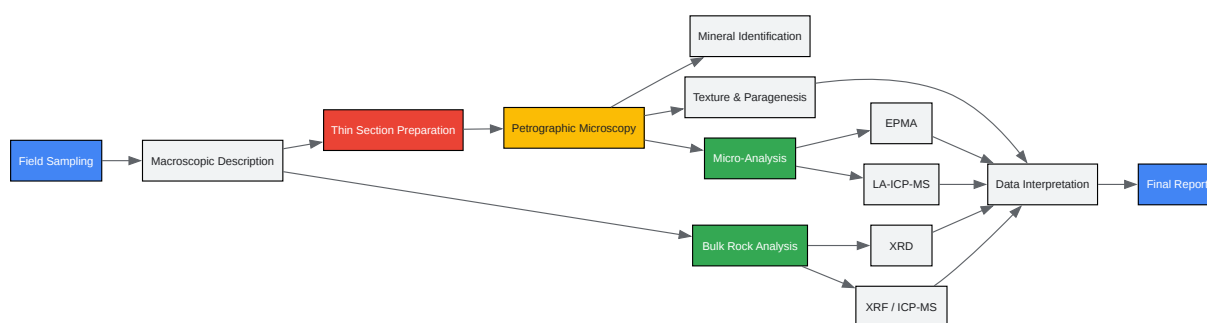 Field Sampling
Macroscopic Description
Thin Section Preparation
Petrographic Microscopy
Mineral Identification
Texture & Paragenesis
Micro-Analysis
EPMA
LA-ICP-MS
Bulk Rock Analysis
XRD
XRF / ICP-MS
Data Interpretation
Final Report